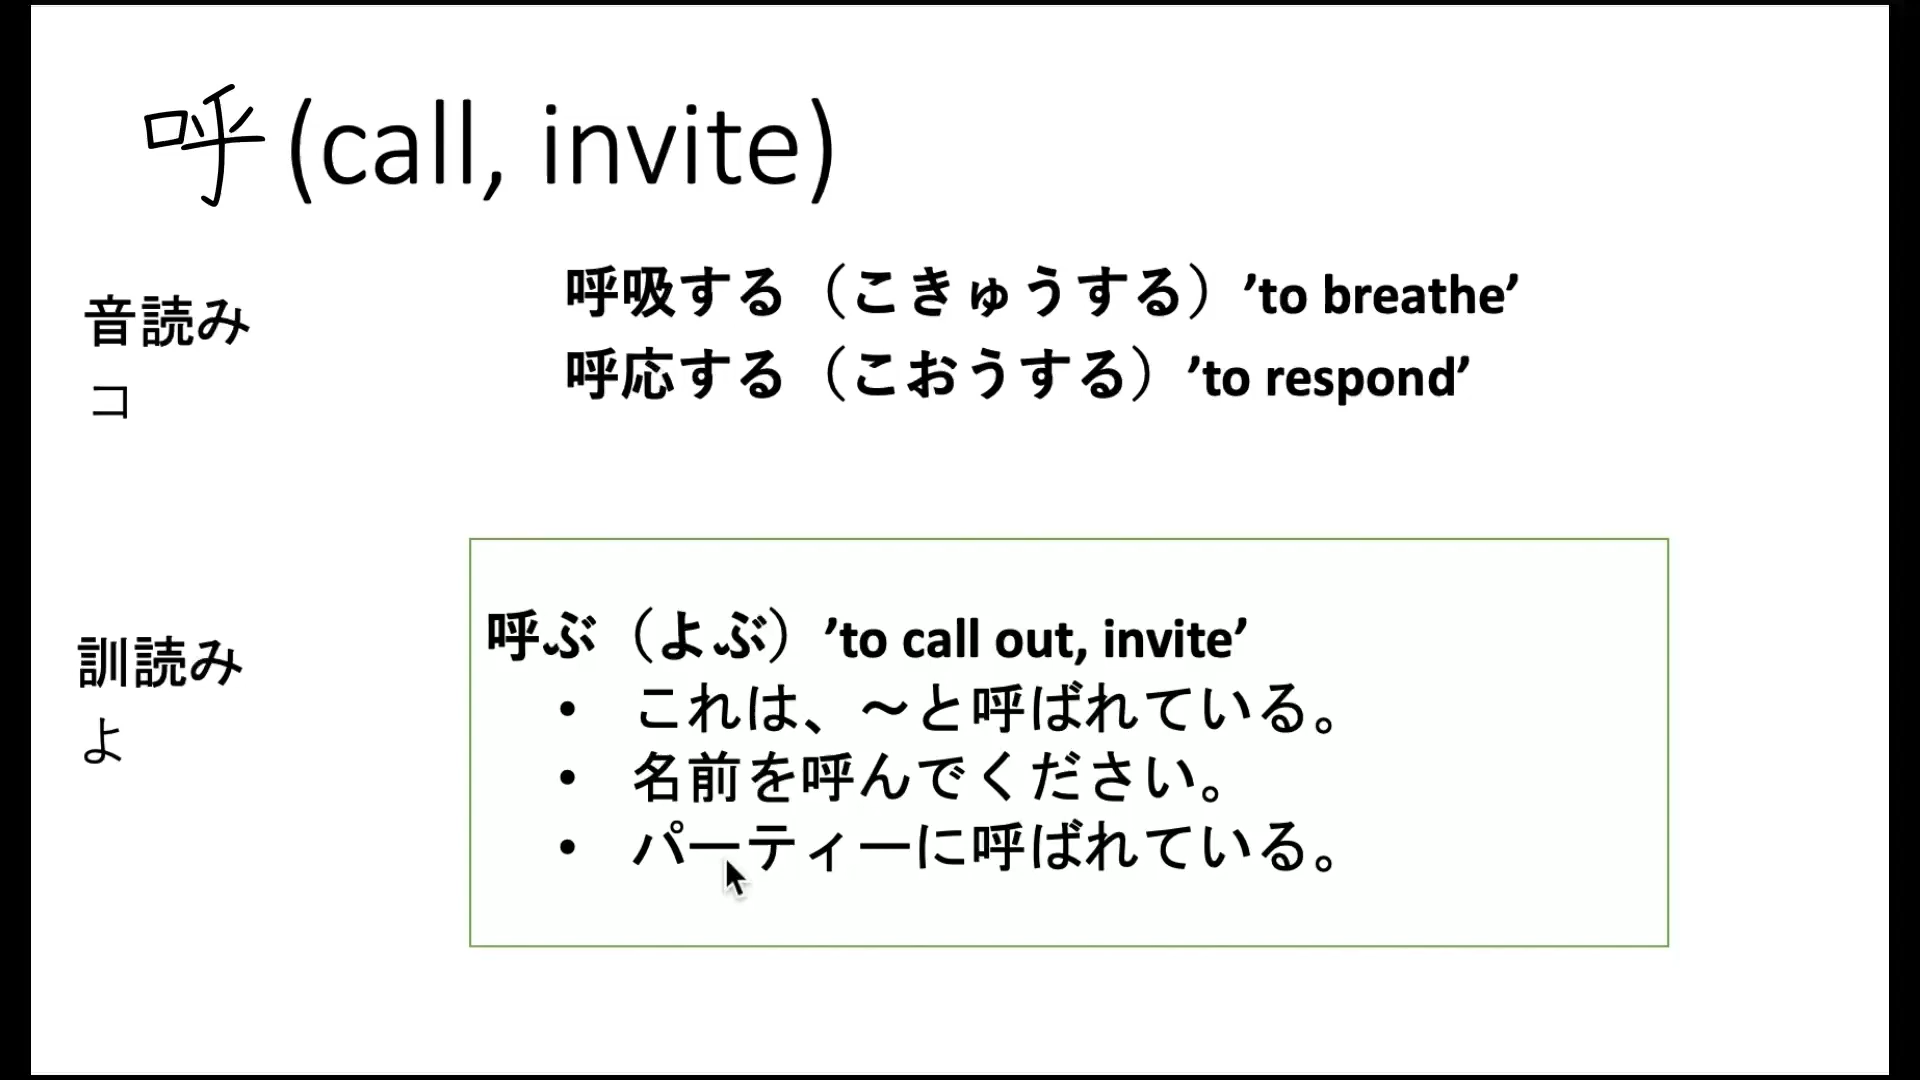 呼 (call, invite)
音読み
コ
呼吸する（こきゅうする）’to breathe’
呼応する（こおうする）’to respond’
訓読み
よ
呼ぶ（よぶ）’to call out, invite’
• これは、～と呼ばれている。
• 名前を呼んでください。
• パーティーに呼ばれている。